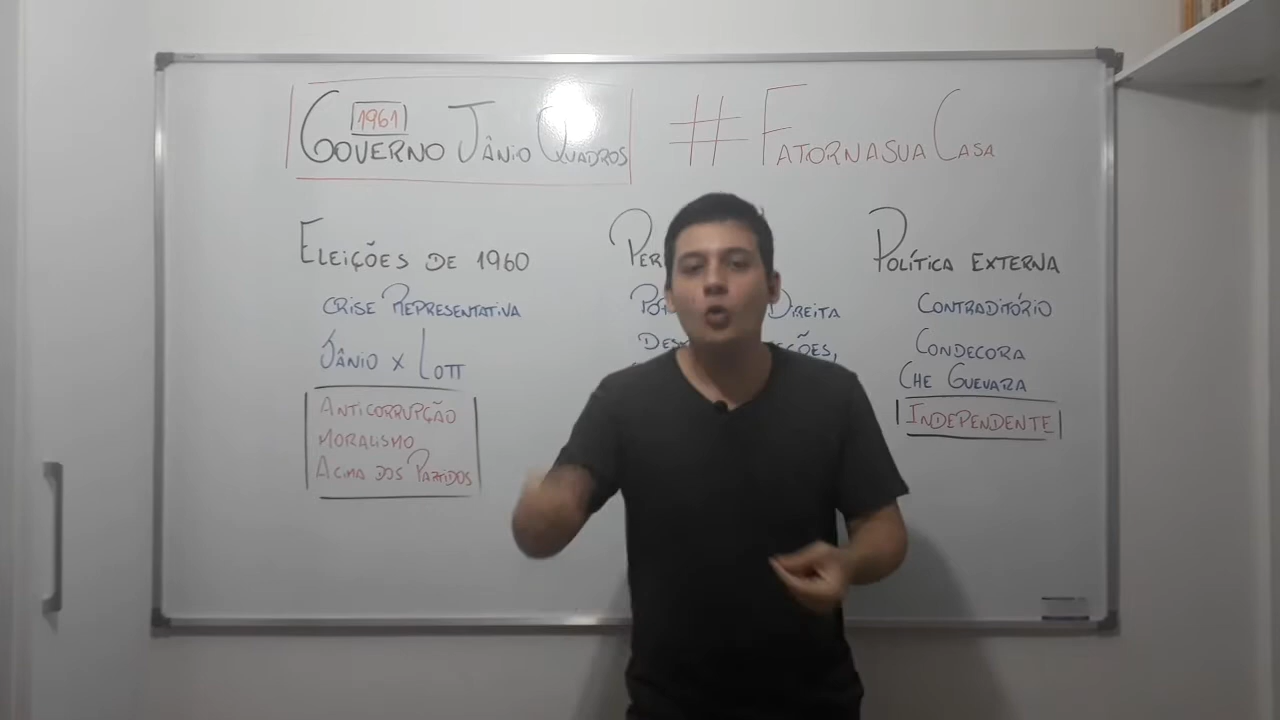 1961
GOVERNO JÂNIO QUADROS
#FATORNASUACASA
ELEIÇÕES DE 1960
CRISE REPRESENTATIVA
JÂNIO X LOTT
ANTICORRUPÇÃO
MORALISMO
ACIMA DOS PARTIDOS
DIREITA
POLÍTICA EXTERNA
CONTRADITÓRIO
CONDECORA
CHE GUEVARA
INDEPENDENTE